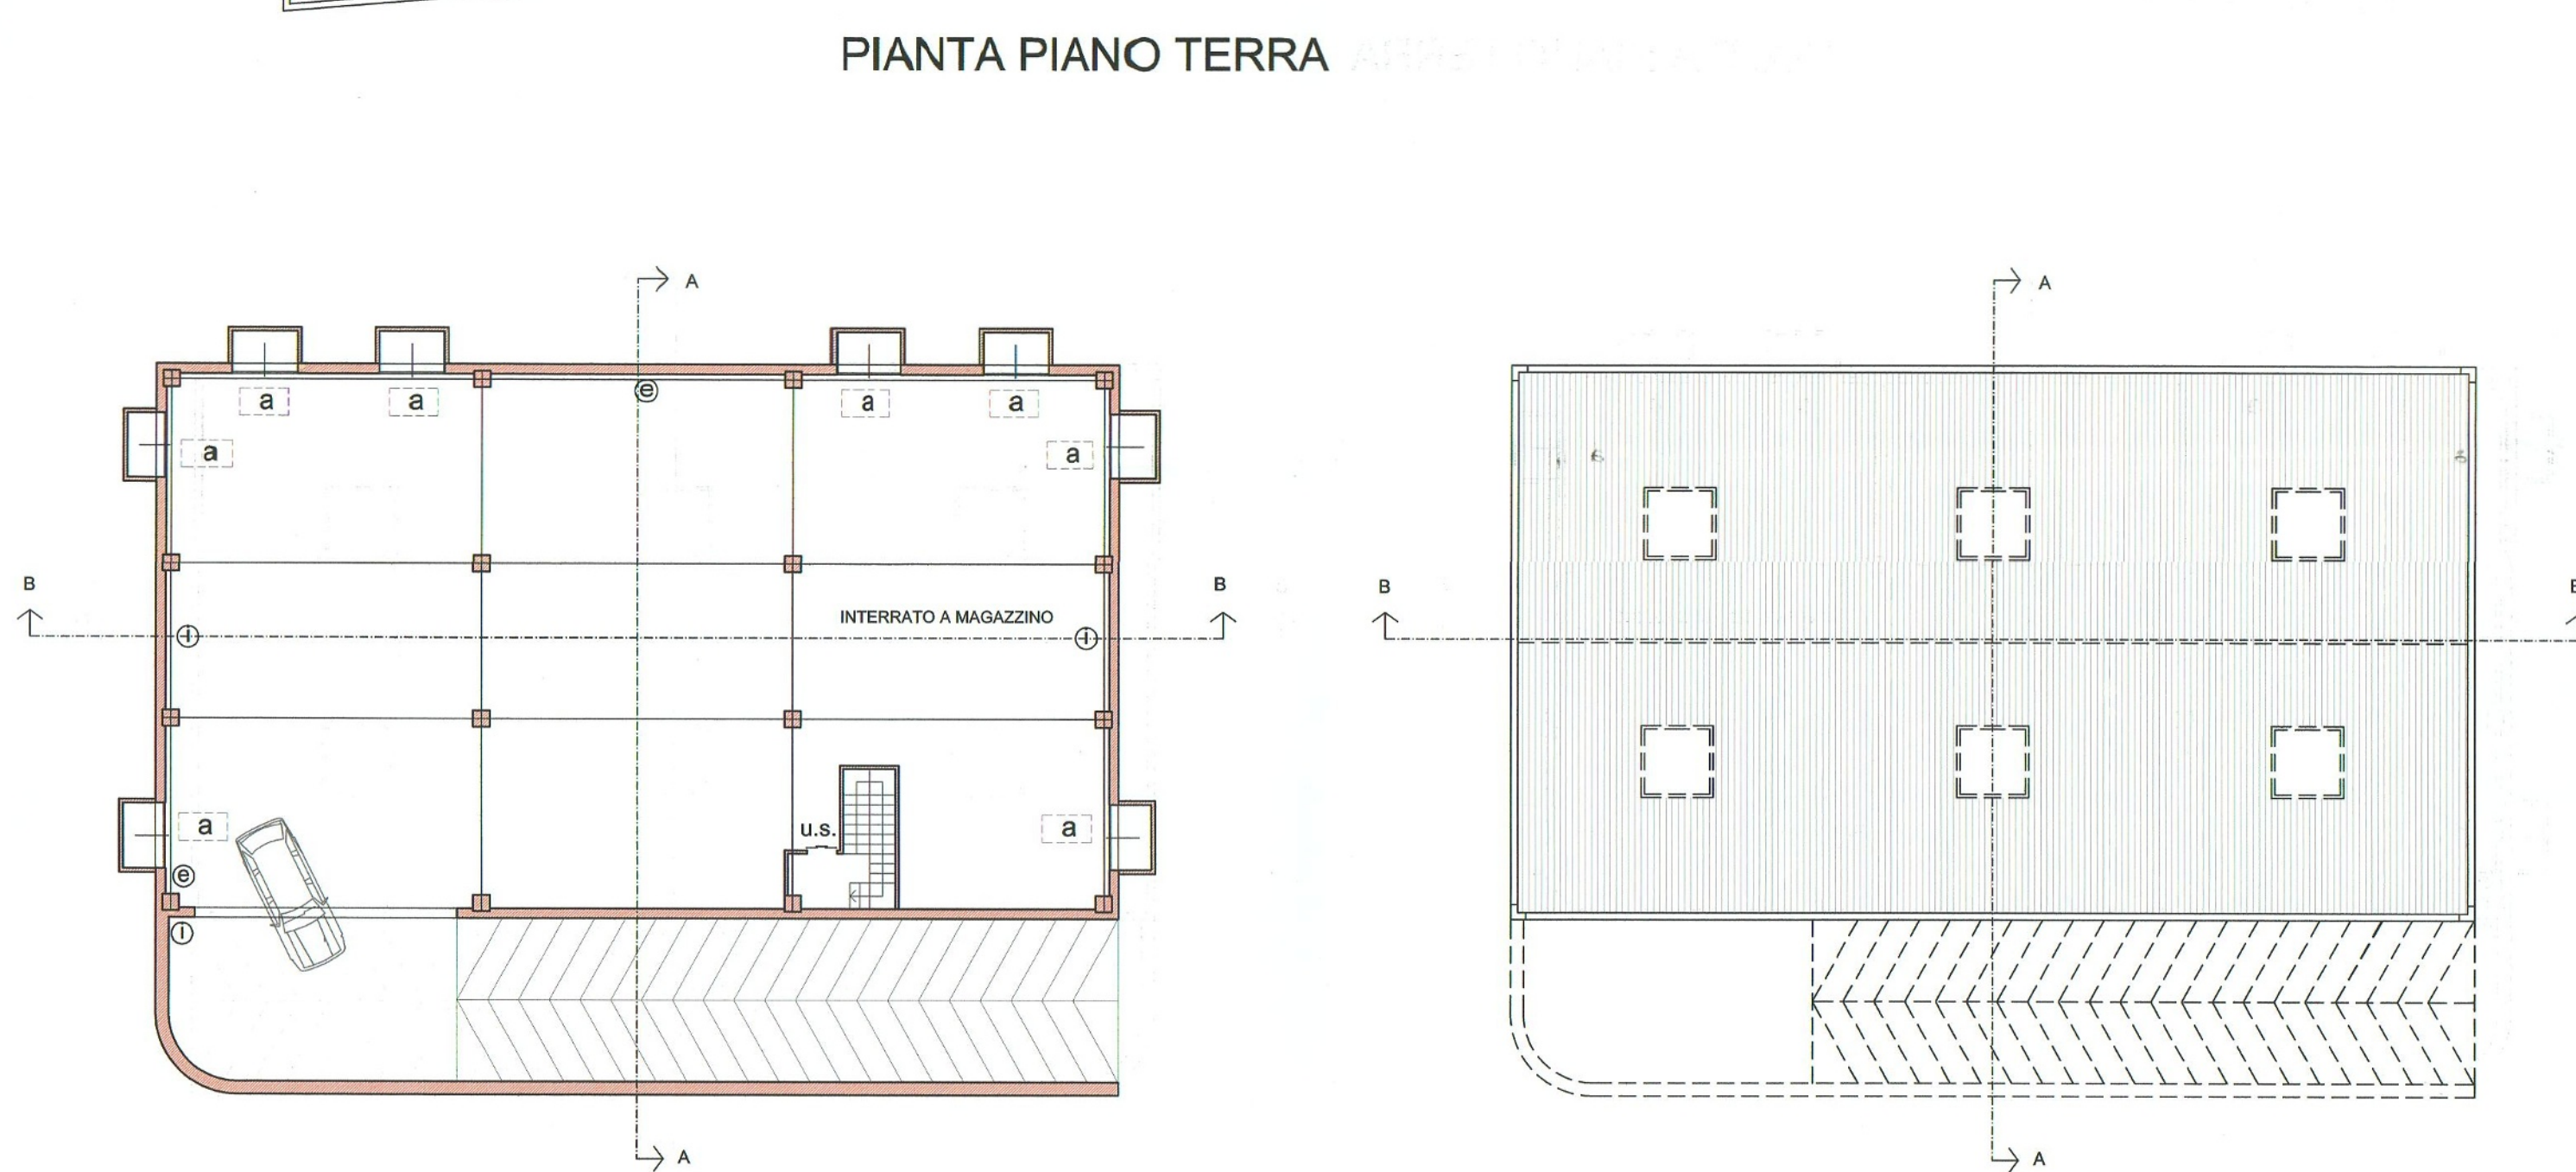 PIANTA PIANO TERRA
A A
a a e a a
a a
B B B
INTERRATO A MAGAZZINO
i i
u.s.
a a
e
i
A A